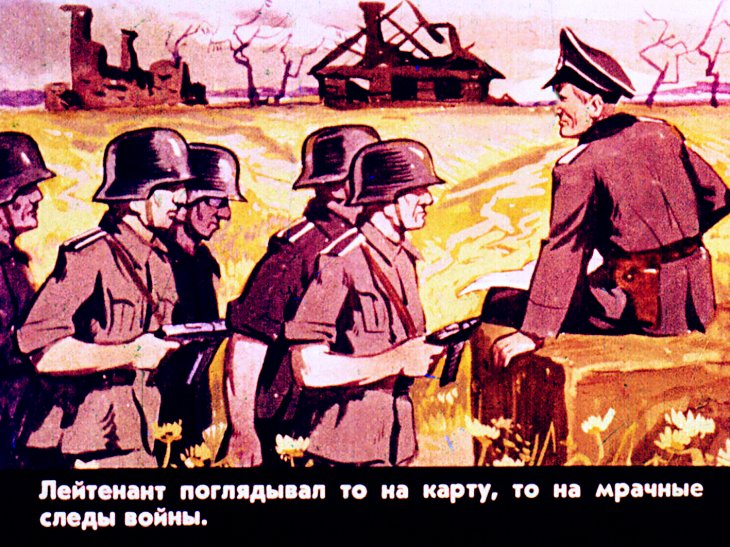 Лейтенант поглядывал то на карту, то на мрачные
следы войны.